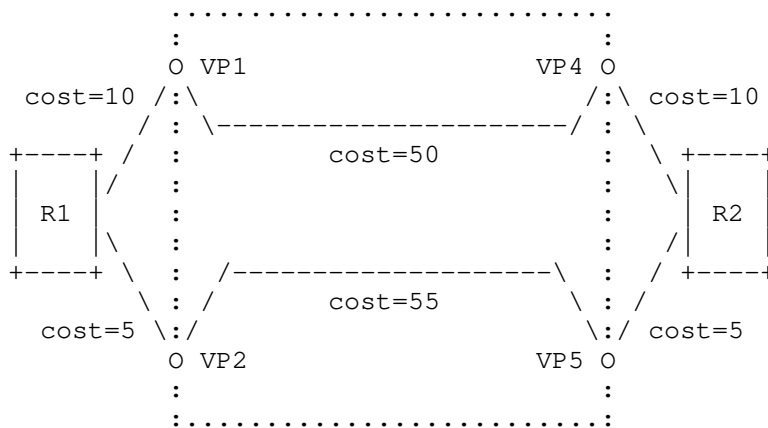 O VP1 VP4 O
cost=10 cost=10
cost=50
R1 R2
cost=55
cost=5 cost=5
O VP2 VP5 O